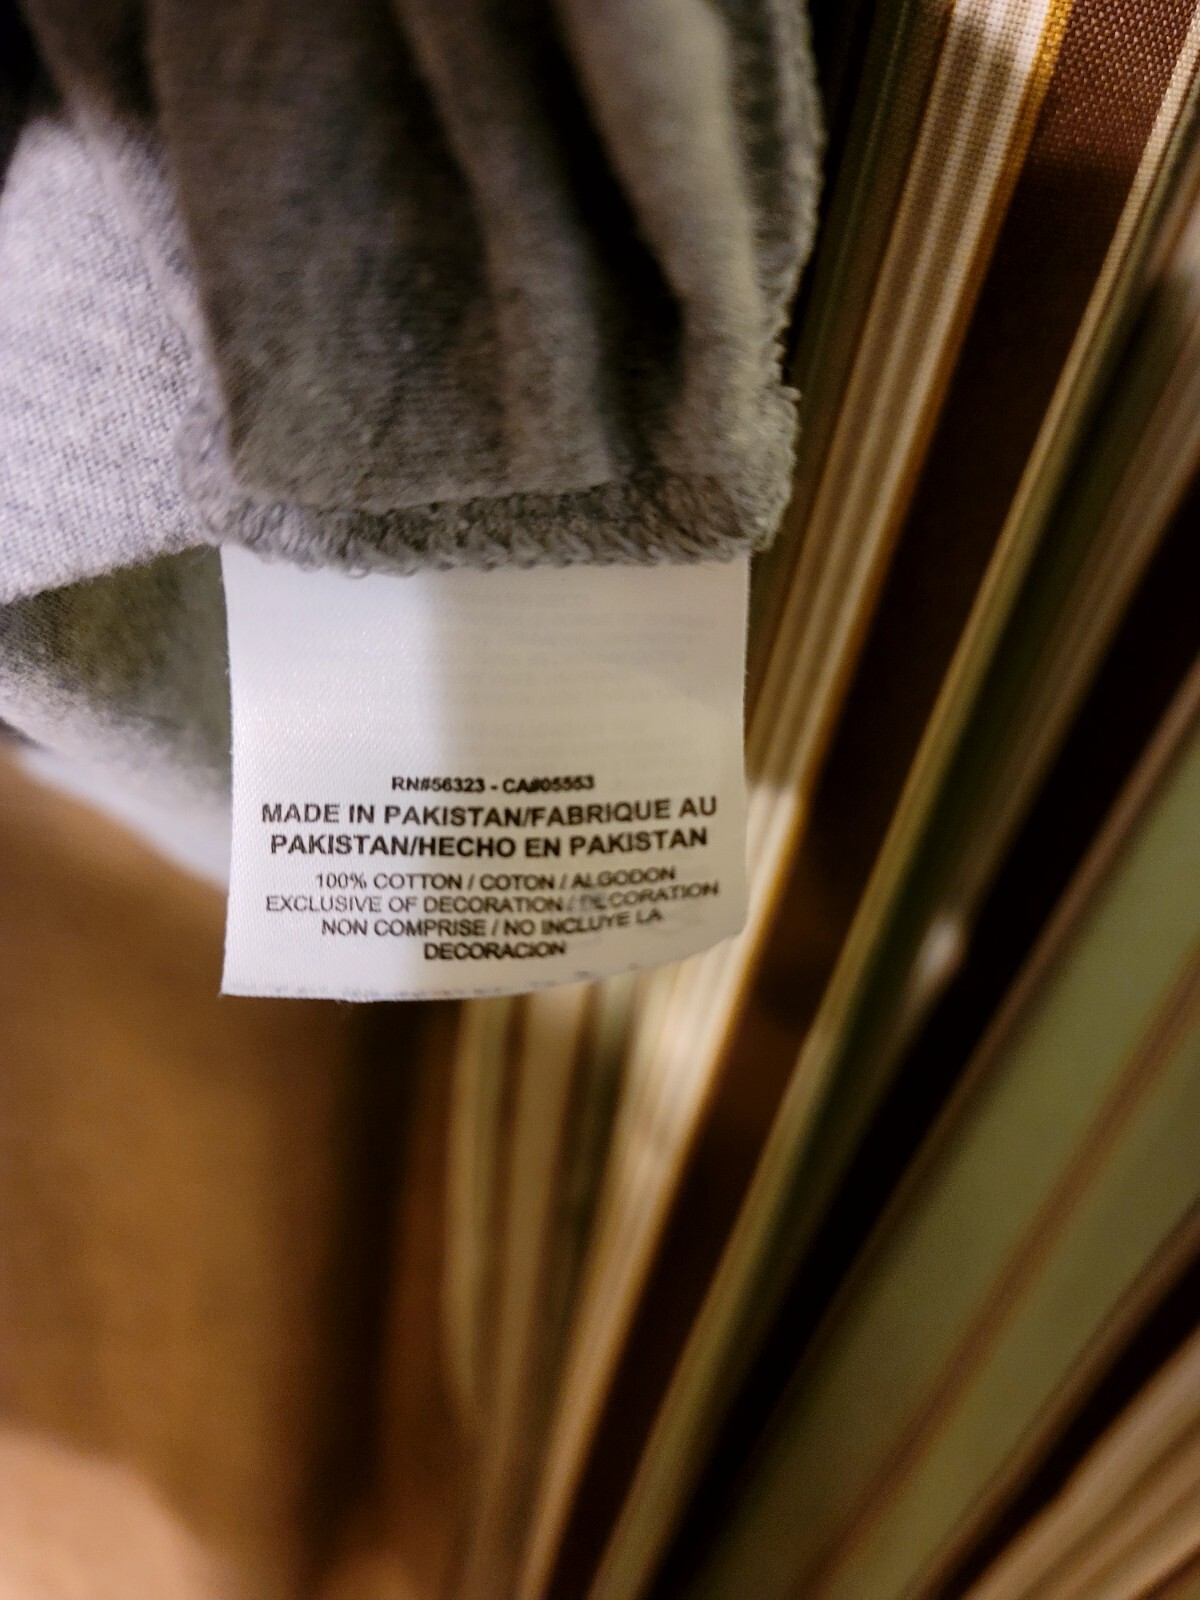 RN#56323 - CA#05553
MADE IN PAKISTAN/FABRIQUE AU
PAKISTAN/HECHO EN PAKISTAN
100% COTTON / COTON / ALGODON
EXCLUSIVE OF DECORATION / DECORATION
NON COMPRISE / NO INCLUYE LA
DECORACION